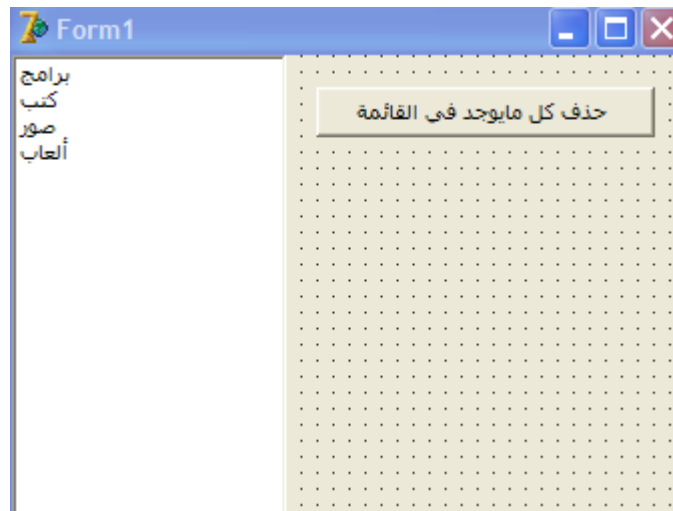 Form1
برامج
كتب
صور
ألعاب
حذف كل مايوجد في القائمة